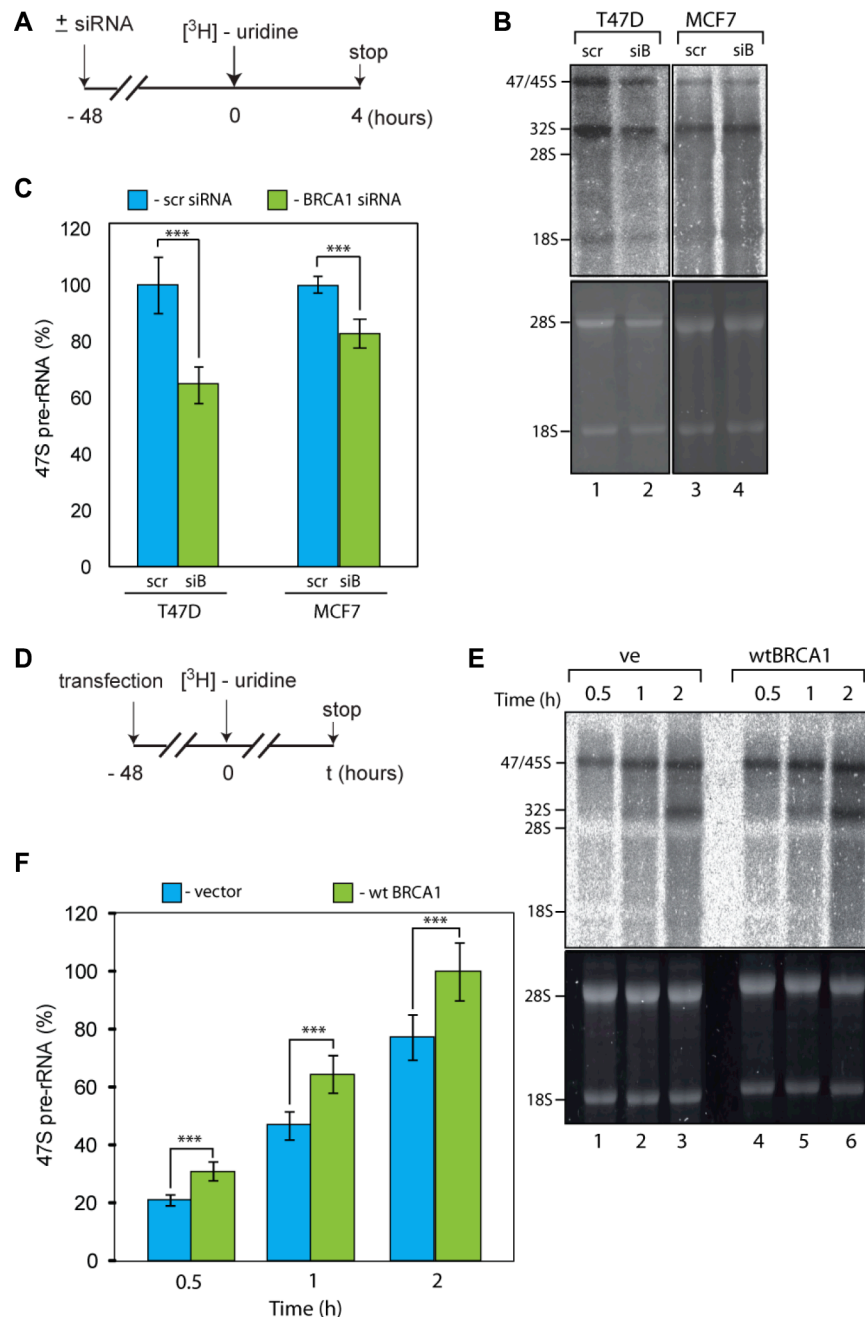 A
± siRNA
[³H] - uridine
stop
- 48
0
4 (hours)
B
T47D
MCF7
scr
siB
scr
siB
47/45S
32S
28S
18S
28S
18S
1
2
3
4
C
- scr siRNA
- BRCA1 siRNA
47S pre-rRNA (%)
120
100
80
60
40
20
0
***
***
scr
siB
scr
siB
T47D
MCF7
D
transfection
[³H] - uridine
stop
- 48
0
t (hours)
E
ve
wtBRCA1
Time (h)
0.5
1
2
0.5
1
2
47/45S
32S
28S
18S
28S
18S
1
2
3
4
5
6
F
- vector
- wt BRCA1
47S pre-rRNA (%)
120
100
80
60
40
20
0
***
***
***
0.5
1
2
Time (h)